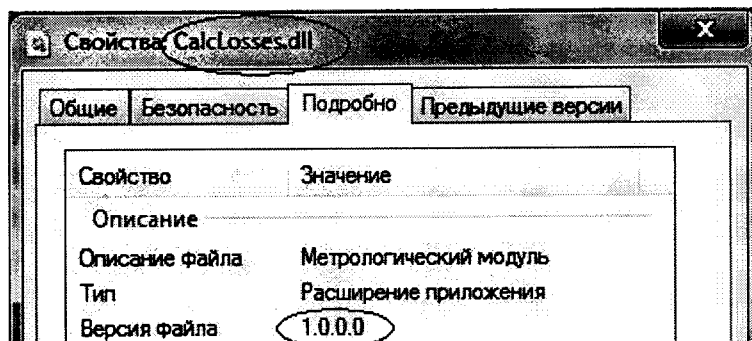 Свойства: CalcLosses.dll
Общие Безопасность Подробно Предыдущие версии
Свойство Значение
Описание
Описание файла Метрологический модуль
Тип Расширение приложения
Версия файла 1.0.0.0